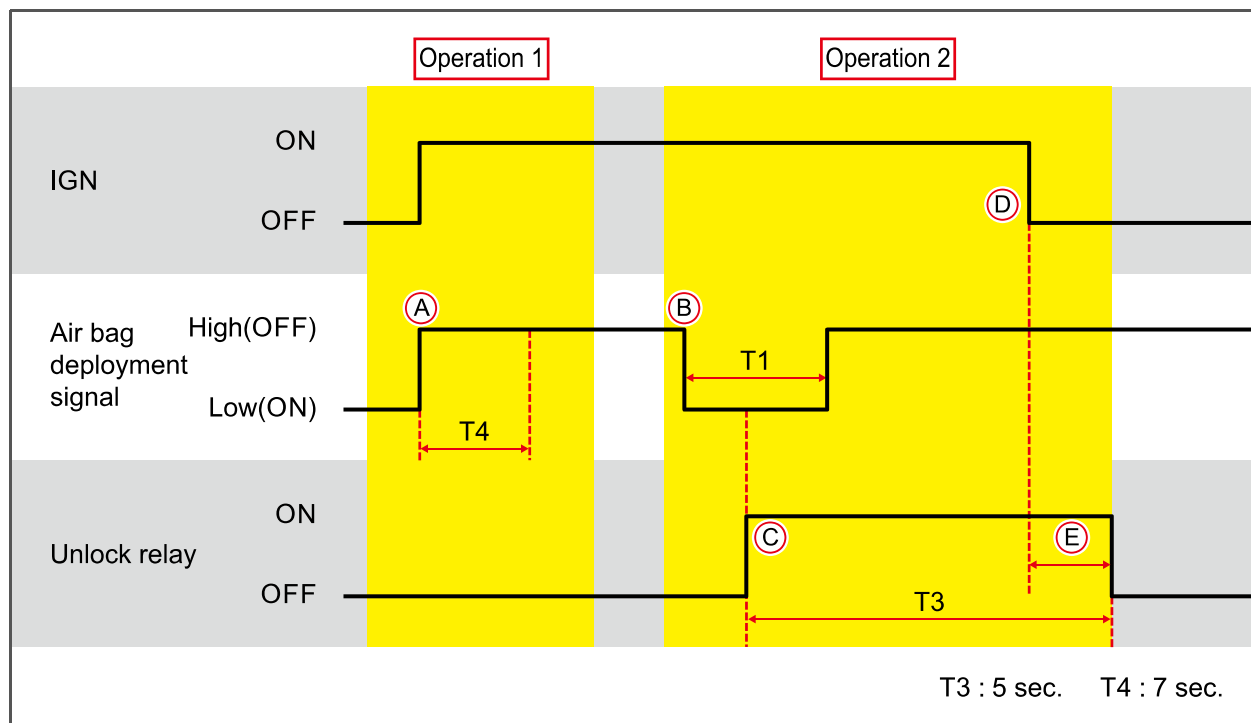 Operation 1
Operation 2
IGN
ON
OFF
D
Air bag
deployment
signal
High(OFF)
Low(ON)
A
B
T1
T4
Unlock relay
ON
OFF
C
E
T3
T3 : 5 sec. T4 : 7 sec.